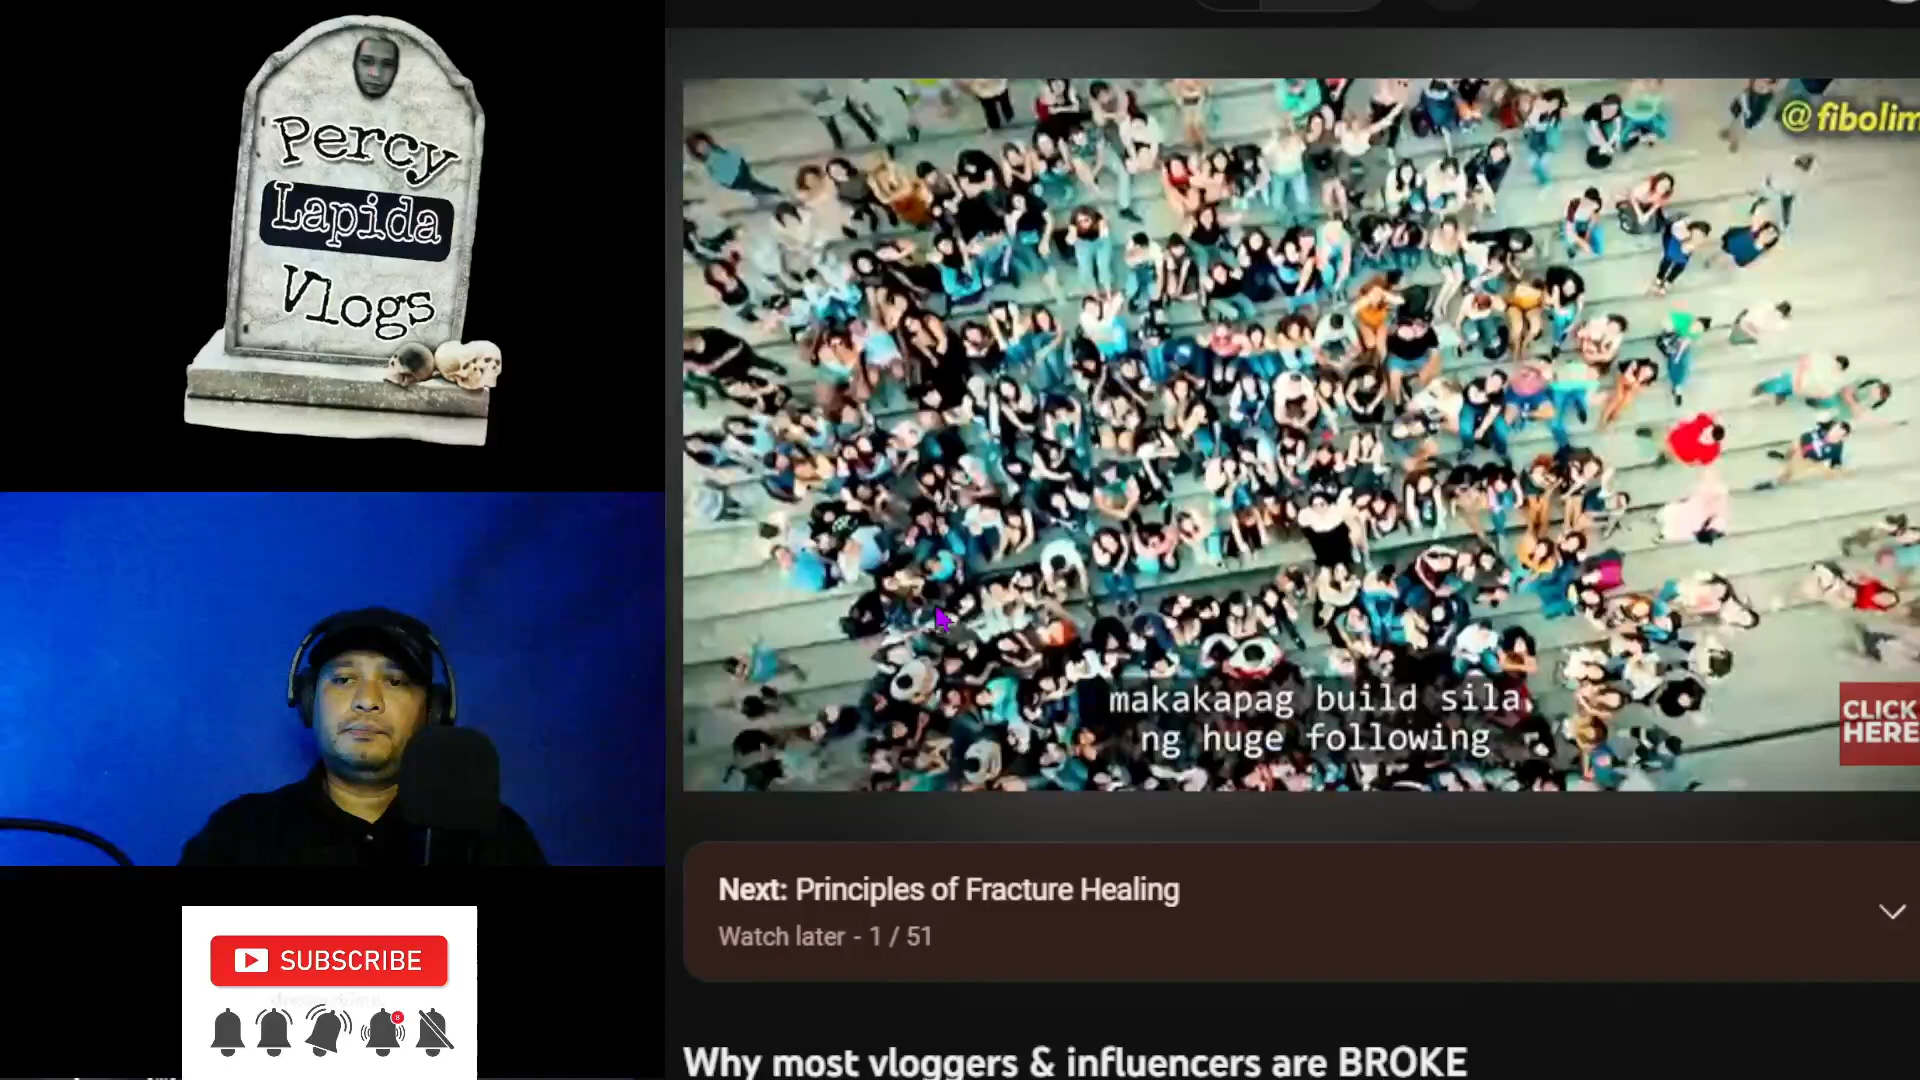 Percy
Lapida
Vlogs
SUBSCRIBE
8
@fibolim
makakapag build sila
ng huge following
CLICK
HERE
Next: Principles of Fracture Healing
Watch later - 1 / 51
Why most vloggers & influencers are BROKE